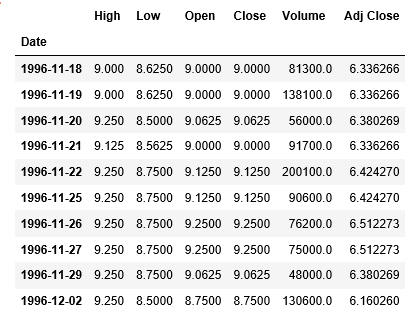 High Low Open Close Volume Adj Close
Date
1996-11-18 9.000 8.6250 9.0000 9.0000 81300.0 6.336266
1996-11-19 9.000 8.6250 9.0000 9.0000 138100.0 6.336266
1996-11-20 9.250 8.5000 9.0625 9.0625 56000.0 6.380269
1996-11-21 9.125 8.5625 9.0000 9.0000 91700.0 6.336266
1996-11-22 9.250 8.7500 9.1250 9.1250 200100.0 6.424270
1996-11-25 9.250 8.7500 9.1250 9.1250 90600.0 6.424270
1996-11-26 9.250 8.7500 9.2500 9.2500 76200.0 6.512273
1996-11-27 9.250 8.7500 9.2500 9.2500 75000.0 6.512273
1996-11-29 9.250 8.7500 9.0625 9.0625 48000.0 6.380269
1996-12-02 9.250 8.5000 8.7500 8.7500 130600.0 6.160260